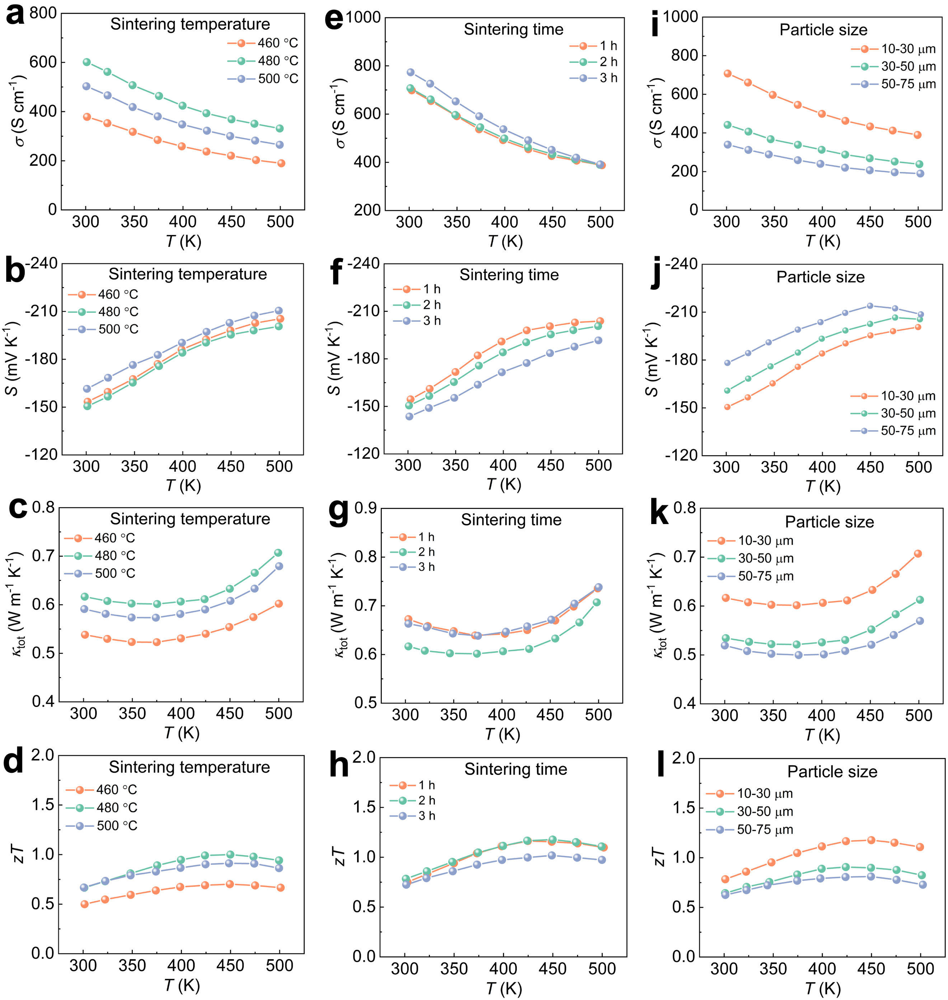 a
Sintering temperature
460 °C
480 °C
500 °C
800
600
400
200
0
σ (S cm-1)
300 350 400 450 500
T (K)
e
Sintering time
1 h
2 h
3 h
1000
800
600
400
200
σ (S cm-1)
300 350 400 450 500
T (K)
i
Particle size
10-30 μm
30-50 μm
50-75 μm
1000
800
600
400
200
0
σ (S cm-1)
300 350 400 450 500
T (K)
b
Sintering temperature
460 °C
480 °C
500 °C
-240
-210
-180
-150
-120
S (mV K-1)
300 350 400 450 500
T (K)
f
Sintering time
1 h
2 h
3 h
-240
-210
-180
-150
-120
S (mV K-1)
300 350 400 450 500
T (K)
j
Particle size
-240
-210
-180
-150
-120
S (mV K-1)
10-30 μm
30-50 μm
50-75 μm
300 350 400 450 500
T (K)
c
Sintering temperature
460 °C
480 °C
500 °C
0.8
0.7
0.6
0.5
0.4
κtot (W m-1 K-1)
300 350 400 450 500
T (K)
g
Sintering time
1 h
2 h
3 h
0.9
0.8
0.7
0.6
0.5
κtot (W m-1 K-1)
300 350 400 450 500
T (K)
k
Particle size
10-30 μm
30-50 μm
50-75 μm
0.8
0.7
0.6
0.5
0.4
κtot (W m-1 K-1)
300 350 400 450 500
T (K)
d
Sintering temperature
460 °C
480 °C
500 °C
2.0
1.5
1.0
0.5
0.0
zT
300 350 400 450 500
T (K)
h
Sintering time
1 h
2 h
3 h
2.0
1.5
1.0
0.5
0.0
zT
300 350 400 450 500
T (K)
l
Particle size
10-30 μm
30-50 μm
50-75 μm
2.0
1.5
1.0
0.5
0.0
zT
300 350 400 450 500
T (K)